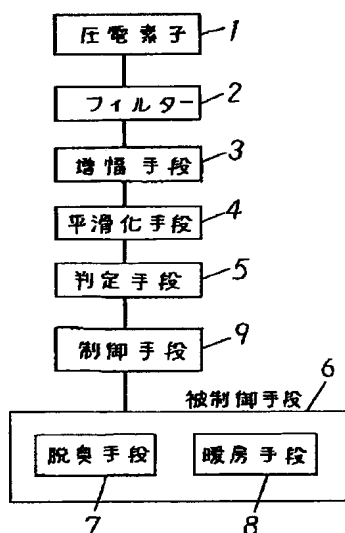 圧電素子 1
フィルター 2
増幅手段 3
平滑化手段 4
判定手段 5
制御手段 9
被制御手段 6
脱臭手段 暖房手段
7 8